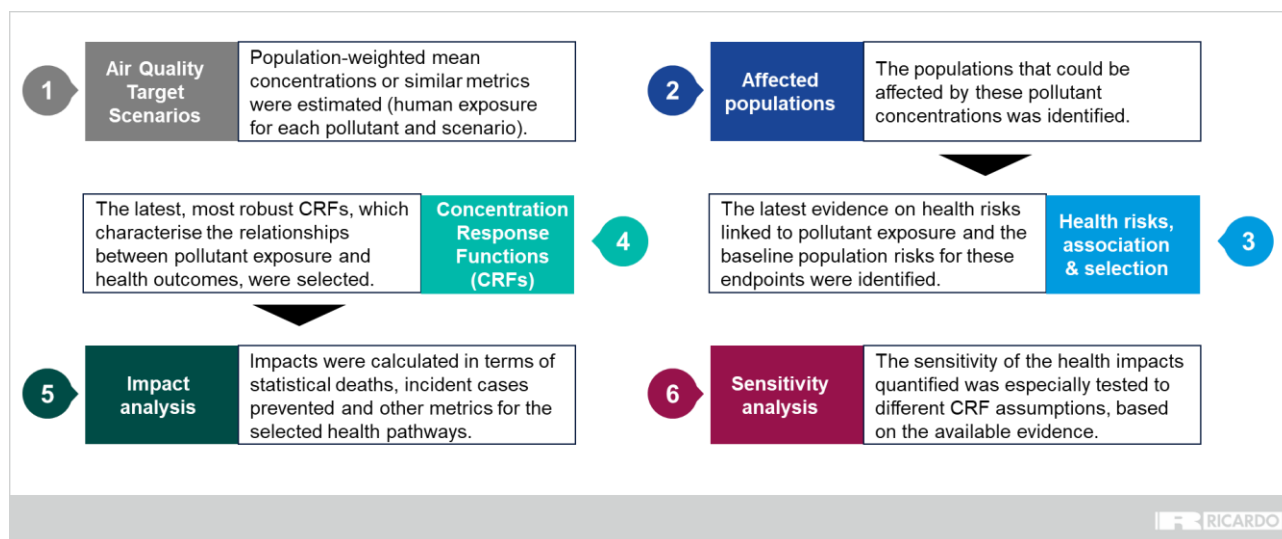 1
Air Quality
Target
Scenarios
Population-weighted mean
concentrations or similar metrics
were estimated (human exposure
for each pollutant and scenario).
2
Affected
populations
The populations that could be
affected by these pollutant
concentrations was identified.
The latest evidence on health risks
linked to pollutant exposure and the
baseline population risks for these
endpoints were identified.
Health risks,
association
& selection
3
The latest, most robust CRFs, which
characterise the relationships
between pollutant exposure and
health outcomes, were selected.
Concentration
Response
Functions
(CRFs)
4
5
Impact
analysis
Impacts were calculated in terms of
statistical deaths, incident cases
prevented and other metrics for the
selected health pathways.
6
Sensitivity
analysis
The sensitivity of the health impacts
quantified was especially tested to
different CRF assumptions, based
on the available evidence.
RICARDO